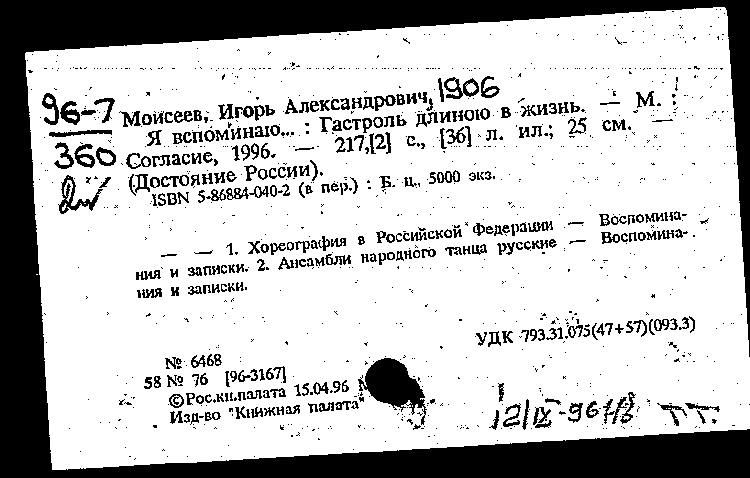 96-7
360
Моисеев, Игорь Александрович, 1906
Я вспоминаю... : Гастроль длиною в жизнь. — М. :
Согласие, 1996. — 217,[2] с., [36] л. ил.; 25 см. —
(Достояние России).
ISBN 5-86884-040-2 (в пер.) : Б. ц., 5000 экз.
— — 1. Хореография в Российской Федерации — Воспомина-
ния и записки. 2. Ансамбли народного танца русские — Воспомина-
ния и записки.
УДК 793.31.075(47+57)(093.3)
№ 6468
58 № 76 [96-3167]
©Рос.кн.палата 15.04.96
Изд-во "Книжная палата"
12/IX-96